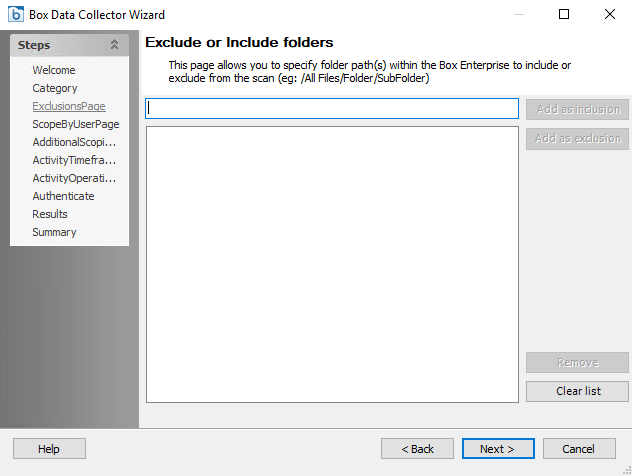 Box Data Collector Wizard
Steps
Welcome
Category
ExclusionsPage
ScopeByUserPage
AdditionalScopi...
ActivityTimefra...
ActivityOperati...
Authenticate
Results
Summary
Exclude or Include folders
This page allows you to specify folder path(s) within the Box Enterprise to include or
exclude from the scan (eg: /All Files/Folder/SubFolder)
Add as inclusion
Add as exclusion
Remove
Clear list
Help
< Back
Next >
Cancel